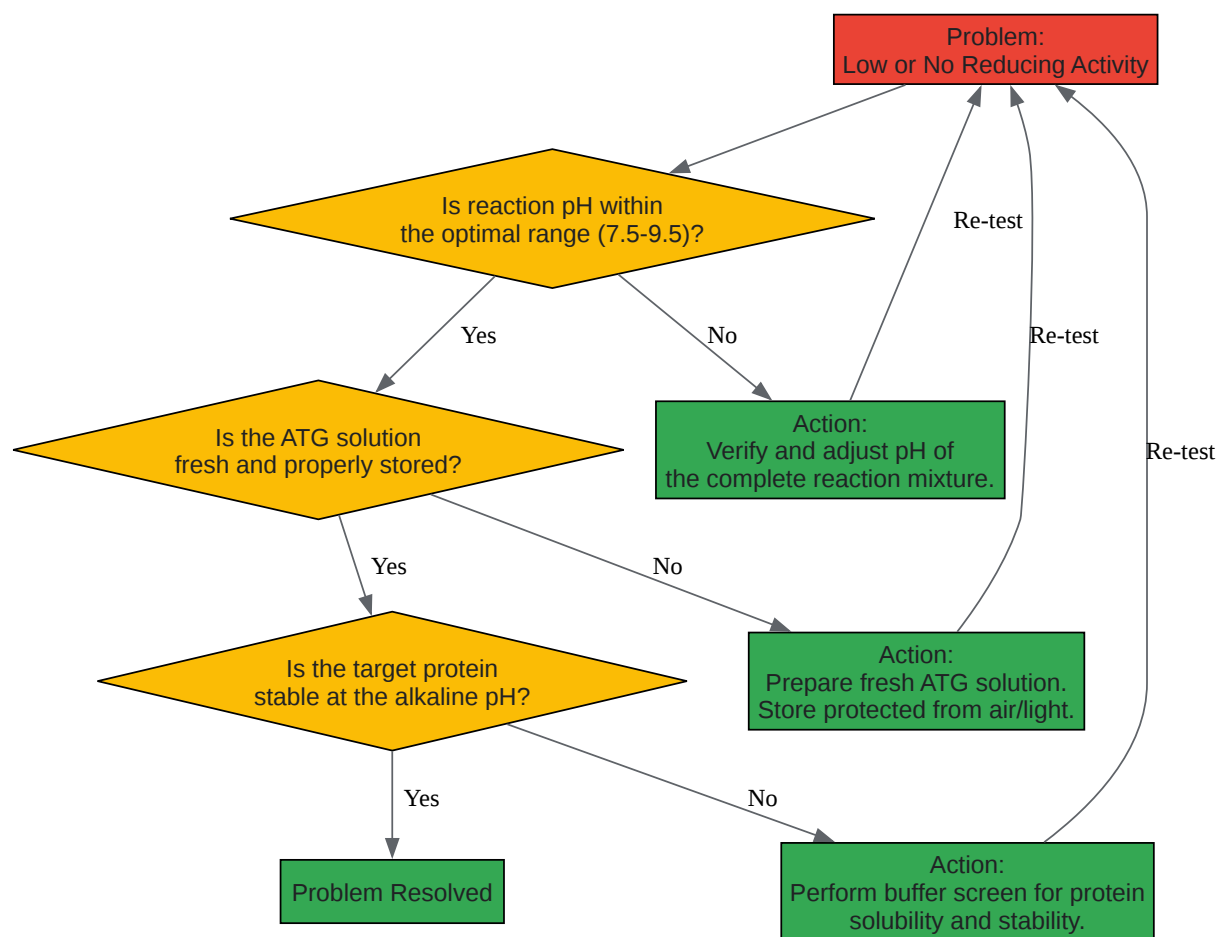 Problem:
Low or No Reducing Activity
Is reaction pH within
the optimal range (7.5-9.5)?
Re-test
Yes
No
Re-test
Action:
Verify and adjust pH of
the complete reaction mixture.
Is the ATG solution
fresh and properly stored?
Re-test
Yes
No
Action:
Prepare fresh ATG solution.
Store protected from air/light.
Is the target protein
stable at the alkaline pH?
Yes
No
Problem Resolved
Action:
Perform buffer screen for protein
solubility and stability.